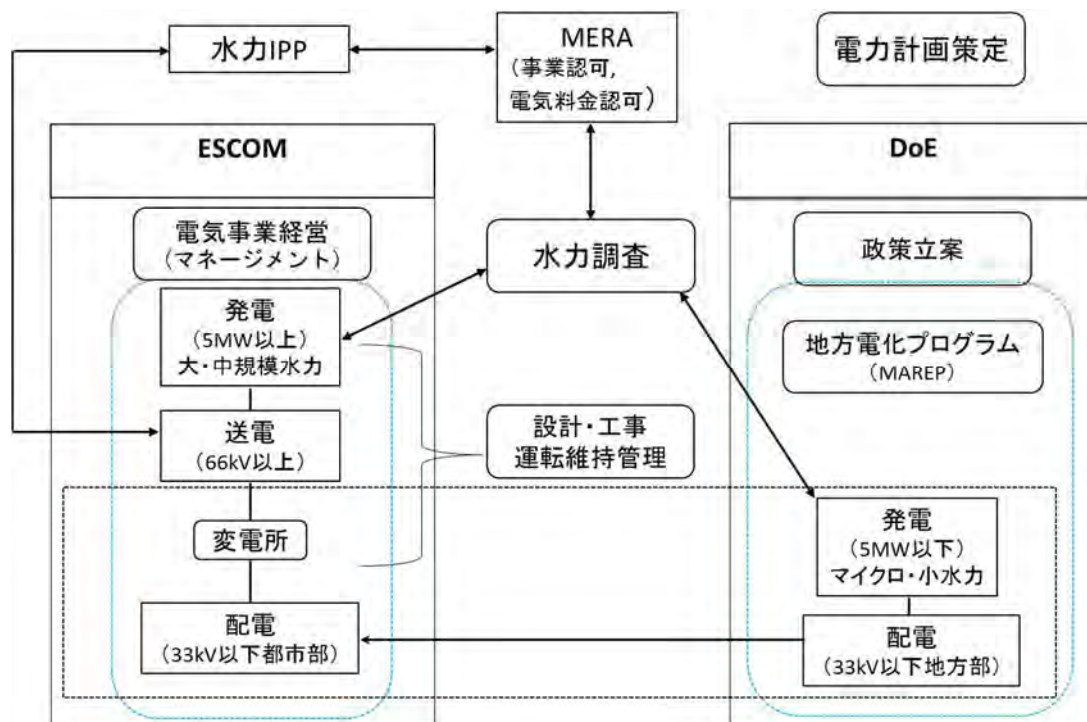 水力IPP
MERA
（事業認可,
電気料金認可）
電力計画策定
ESCOM
DoE
電気事業経営
（マネージメント）
水力調査
政策立案
発電
（5MW以上）
大・中規模水力
地方電化プログラム
（MAREP）
送電
（66kV以上）
設計・工事
運転維持管理
変電所
発電
（5MW以下）
マイクロ・小水力
配電
（33kV以下都市部）
配電
（33kV以下地方部）